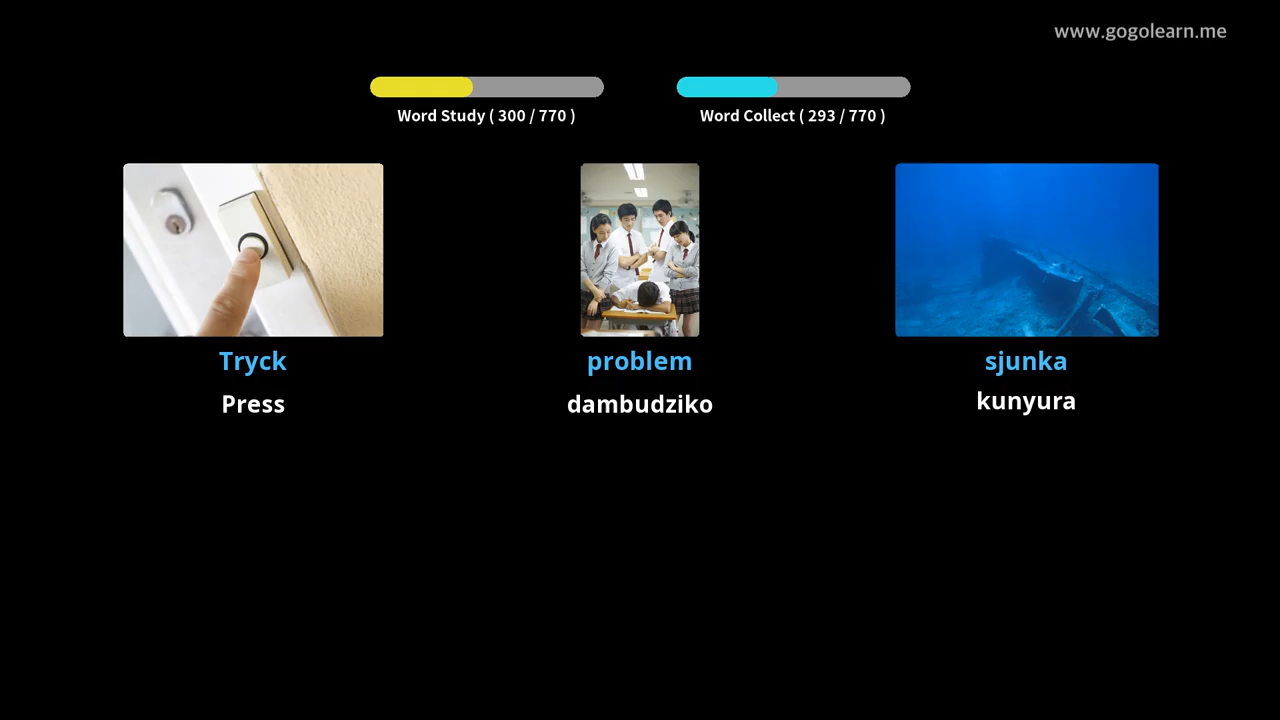 www.gogolearn.me
Word Study ( 300 / 770 )
Word Collect ( 293 / 770 )
Tryck
Press
problem
dambudziko
sjunka
kunyura